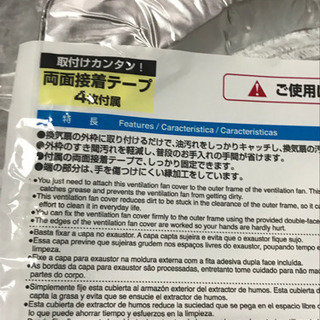 取付けカンタン！
両面接着テープ
4枚付属
ご使用に
特長 Features / Característica / Características
●換気扇の外枠に取り付けるだけで、油汚れをしっかりキャッチし、換気扇の汚
●外枠のすき間汚れを軽減し、普段のお手入れの手間が省けます。
●付属の両面接着テープで、しっかり固定できます。
●端の部分は、手を傷つけにくい縁加工をしています。
●You just need to attach this ventilation fan cover to the outer frame of the ventilation fan. This
catches grease and prevents the ventilation fan from getting dirty.
●This ventilation fan cover reduces dirt to be stuck in the clearance of the outer frame, so that
effort to clean it in everyday life.
●You can fix the ventilation cover firmly to the outer frame using the provided double-face
●The edges of the ventilation fan cover are worked so your hands are hardly hurt.
●Basta fixar a capa no exaustor. A capa capta sujeira e evita que o exaustor fique sujo.
●Essa capa previne que sujeiras grudem nos espaços livres do exaustor, poupando tempo e
limpeza.
●Fixe a capa para exaustor na moldura externa com a fita adesiva dupla face incluída.
●As bordas da capa para exaustor são processadas, entretanto tome cuidado para não mac
partes do corpo.
●Simplemente fije esta cubierta al armazón exterior del extractor de humos. Esta cubierta d
capta la grasa y evita que se ensucie el extractor de humos.
●Esta cubierta de extractor de humos reduce la suciedad que se pega en el espacio libre d
lo que puede ahorrar tiempo y esfuerzo en la limpieza.